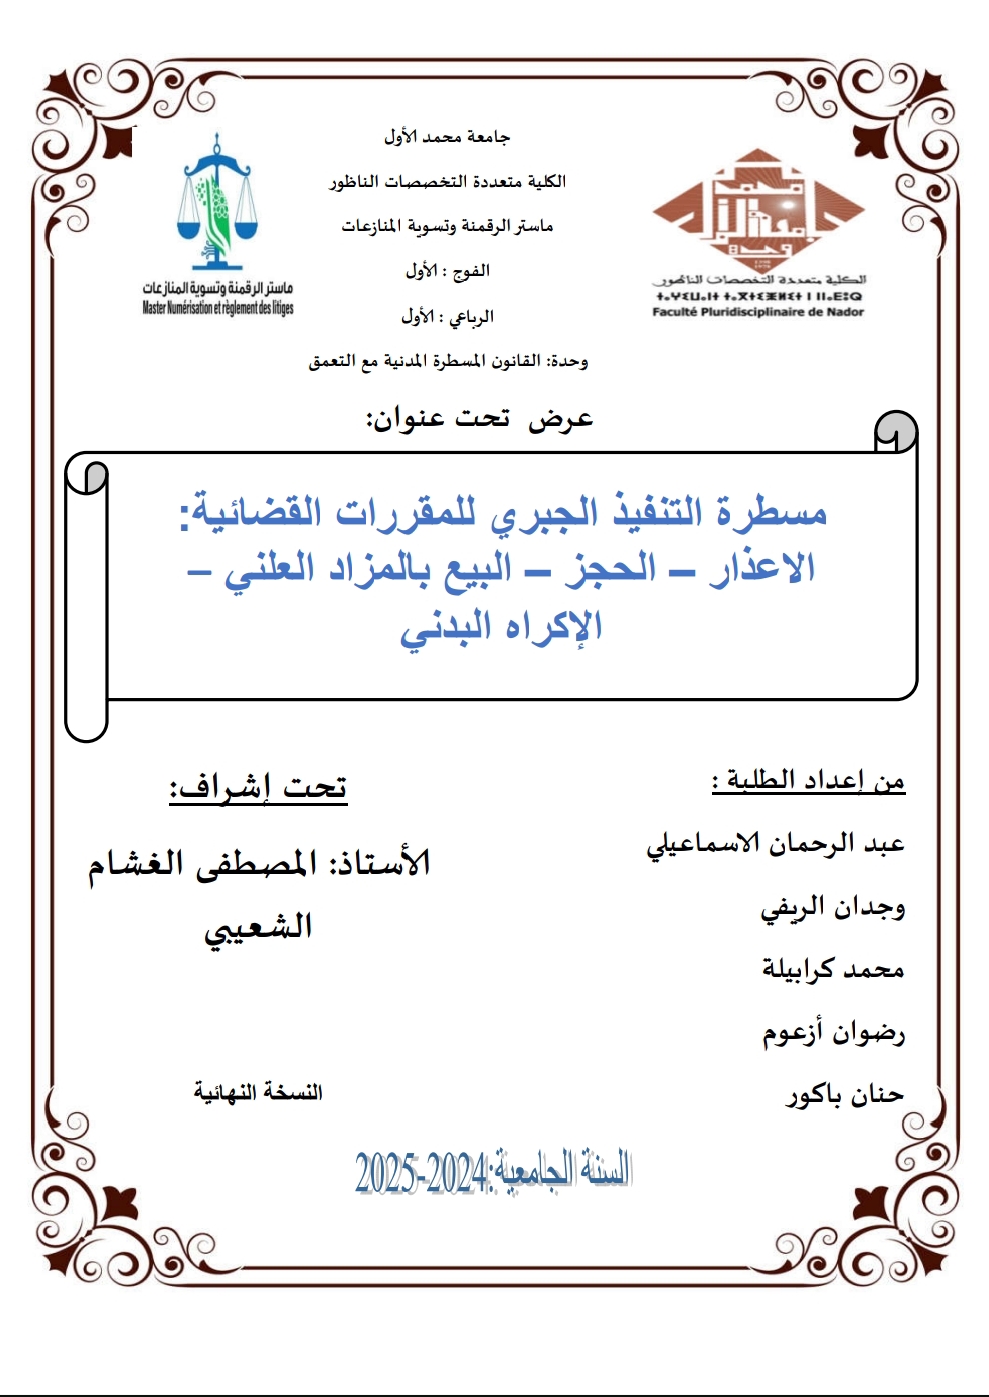 جامعة محمد الأول
الكلية متعددة التخصصات الناظور
ماستر الرقمنة وتسوية المنازعات
الفوج : الأول
الرباعي : الأول
وحدة: القانون المسطرة المدنية مع التعمق
الكلية متعددة التخصصات الناظور
Faculté Pluridisciplinaire de Nador
ماستر الرقمنة وتسوية المنازعات
Master Numérisation et règlement des litiges
عرض تحت عنوان:
مسطرة التنفيذ الجبري للمقررات القضائية:
الاعذار – الحجز – البيع بالمزاد العلني –
الإكراه البدني
من إعداد الطلبة :
عبد الرحمان الاسماعيلي
وجدان الريفي
محمد كرابيلة
رضوان أزعوم
حنان باكور
تحت إشراف:
الأستاذ: المصطفى الغشام
الشعيبي
النسخة النهائية
السنة الجامعية:2024-2025